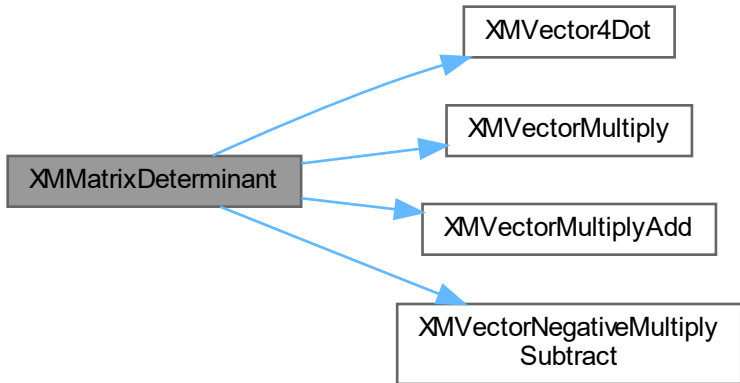 XMVector4Dot
XMVectorMultiply
XMMatrixDeterminant
XMVectorMultiplyAdd
XMVectorNegativeMultiply
Subtract